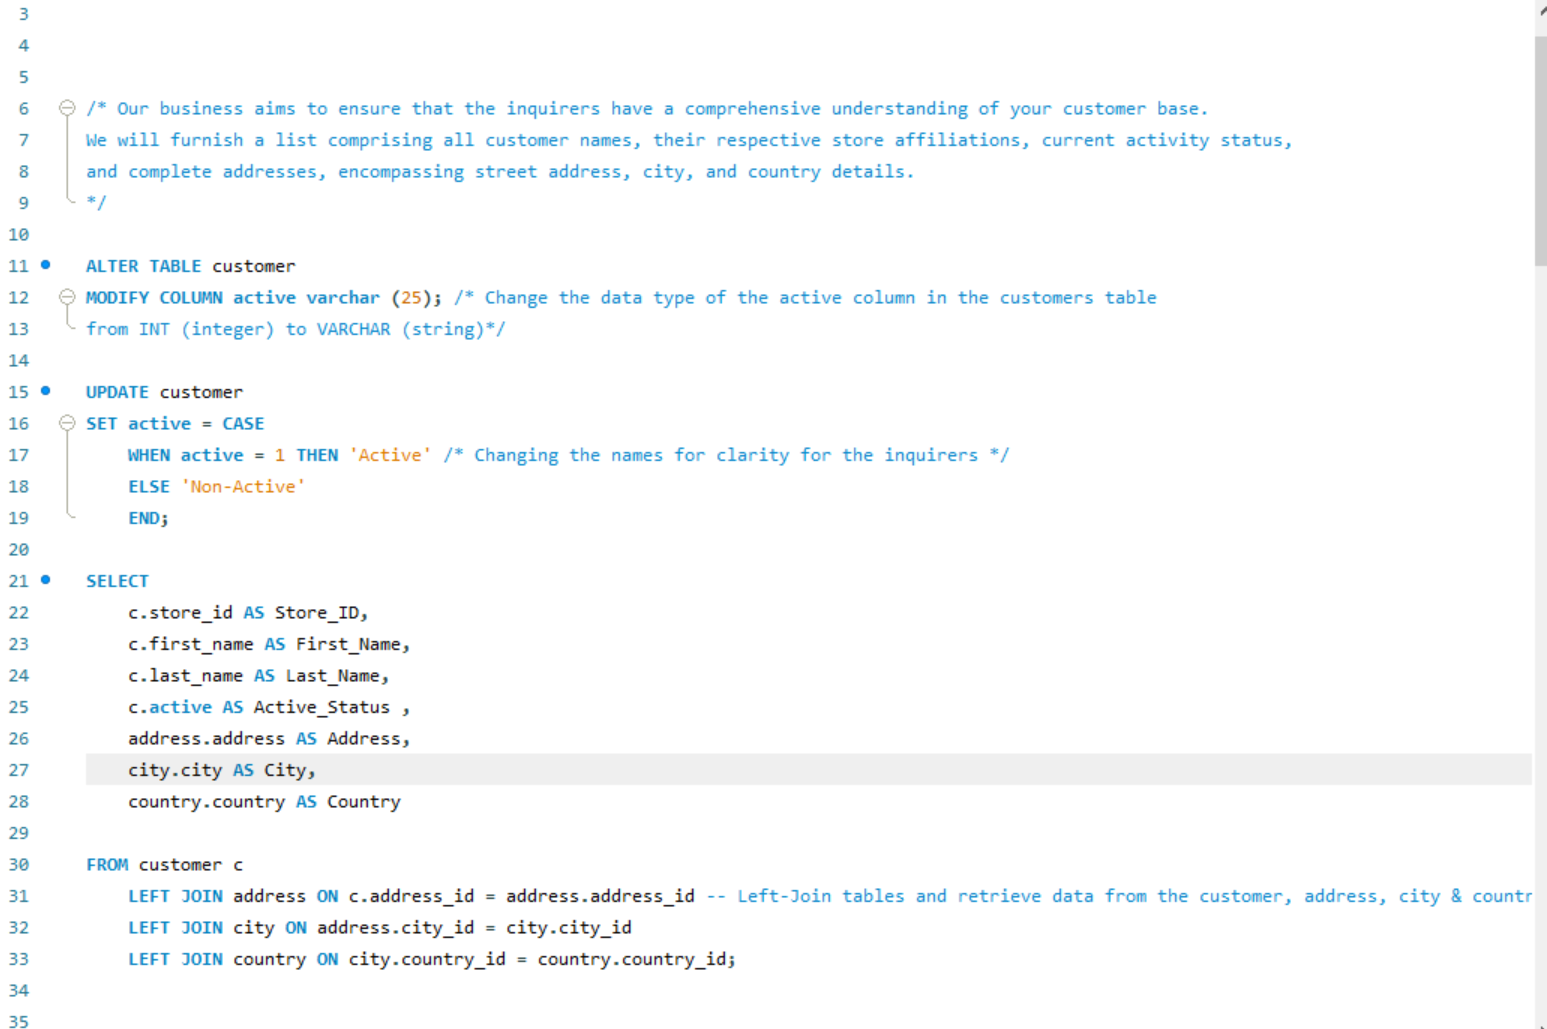 3
4
5
6 /* Our business aims to ensure that the inquirers have a comprehensive understanding of your customer base.
7 We will furnish a list comprising all customer names, their respective store affiliations, current activity status,
8 and complete addresses, encompassing street address, city, and country details.
9 */
10
11 ALTER TABLE customer
12 MODIFY COLUMN active varchar (25); /* Change the data type of the active column in the customers table
13 from INT (integer) to VARCHAR (string)*/
14
15 UPDATE customer
16 SET active = CASE
17 WHEN active = 1 THEN 'Active' /* Changing the names for clarity for the inquirers */
18 ELSE 'Non-Active'
19 END;
20
21 SELECT
22 c.store_id AS Store_ID,
23 c.first_name AS First_Name,
24 c.last_name AS Last_Name,
25 c.active AS Active_Status ,
26 address.address AS Address,
27 city.city AS City,
28 country.country AS Country
29
30 FROM customer c
31 LEFT JOIN address ON c.address_id = address.address_id -- Left-Join tables and retrieve data from the customer, address, city & countr
32 LEFT JOIN city ON address.city_id = city.city_id
33 LEFT JOIN country ON city.country_id = country.country_id;
34
35